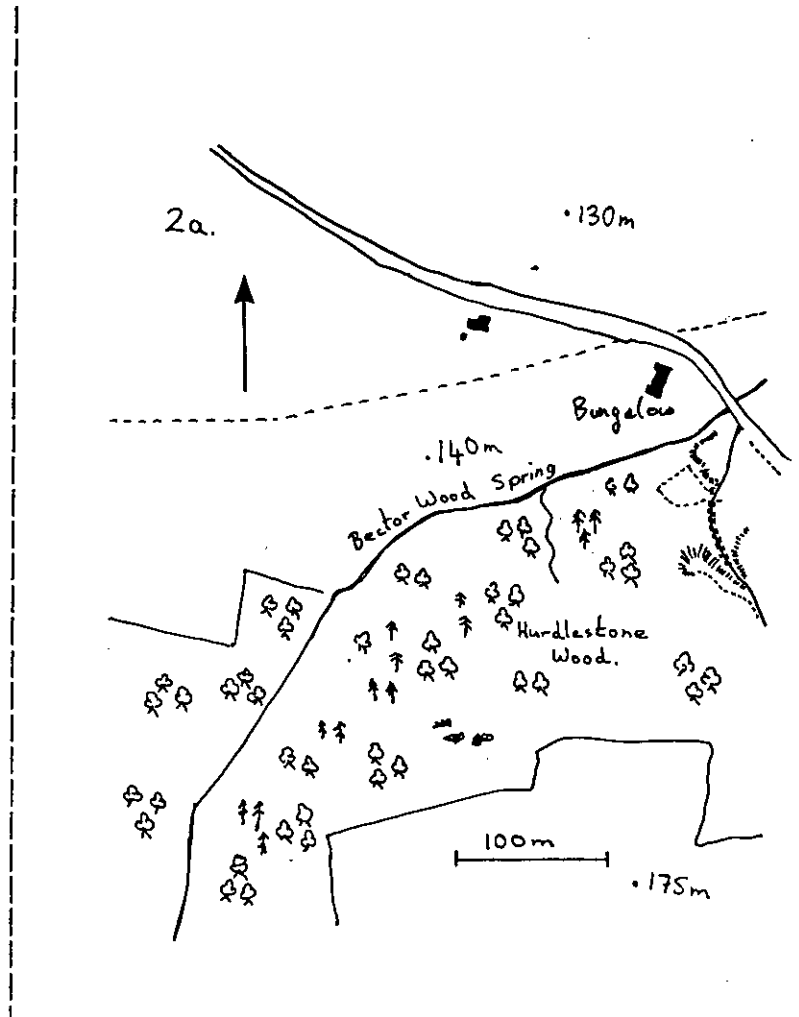 2a.
130m
Bungalow
140m
Bector Wood Spring
Hurdlestone
Wood.
100m
175m